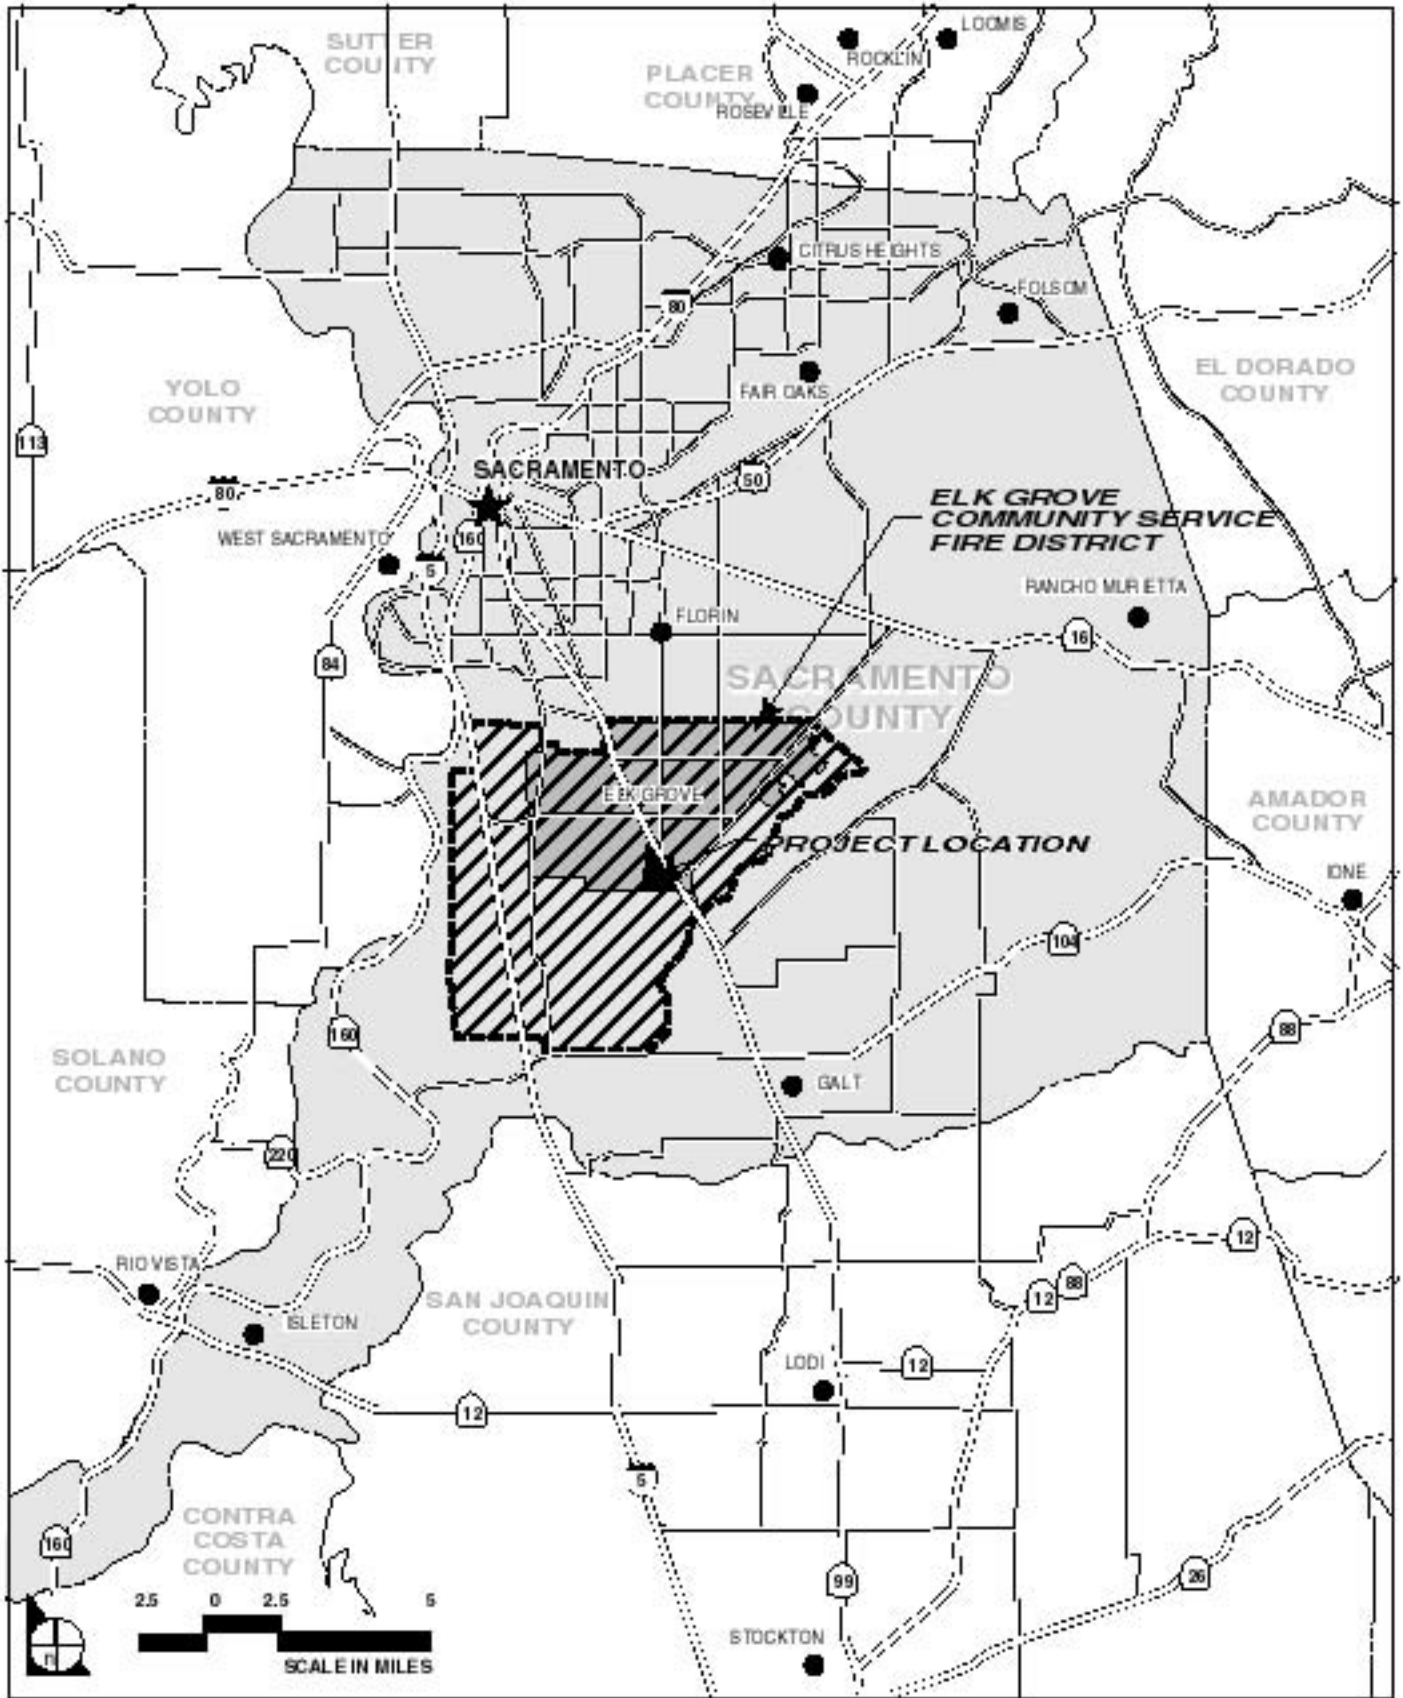 LOOMIS
SUTTER
COUNTY
ROCKLIN
PLACER
COUNTY
ROSEVILLE
CITRUS HEIGHTS
FOLSOM
80
EL DORADO
COUNTY
YOLO
COUNTY
FAIR OAKS
113
SACRAMENTO
50
80
ELK GROVE
COMMUNITY SERVICE
FIRE DISTRICT
WEST SACRAMENTO
160
5
RANCHO MURIETTA
FLORIN
16
84
SACRAMENTO
COUNTY
ELK GROVE
AMADOR
COUNTY
PROJECT LOCATION
IONE
104
160
88
SOLANO
COUNTY
GALT
220
12
RIO VISTA
88
12
SAN JOAQUIN
COUNTY
ISLETON
LODI
12
12
5
CONTRA
COSTA
COUNTY
160
26
99
2.5 0 2.5 5
STOCKTON
n
SCALE IN MILES